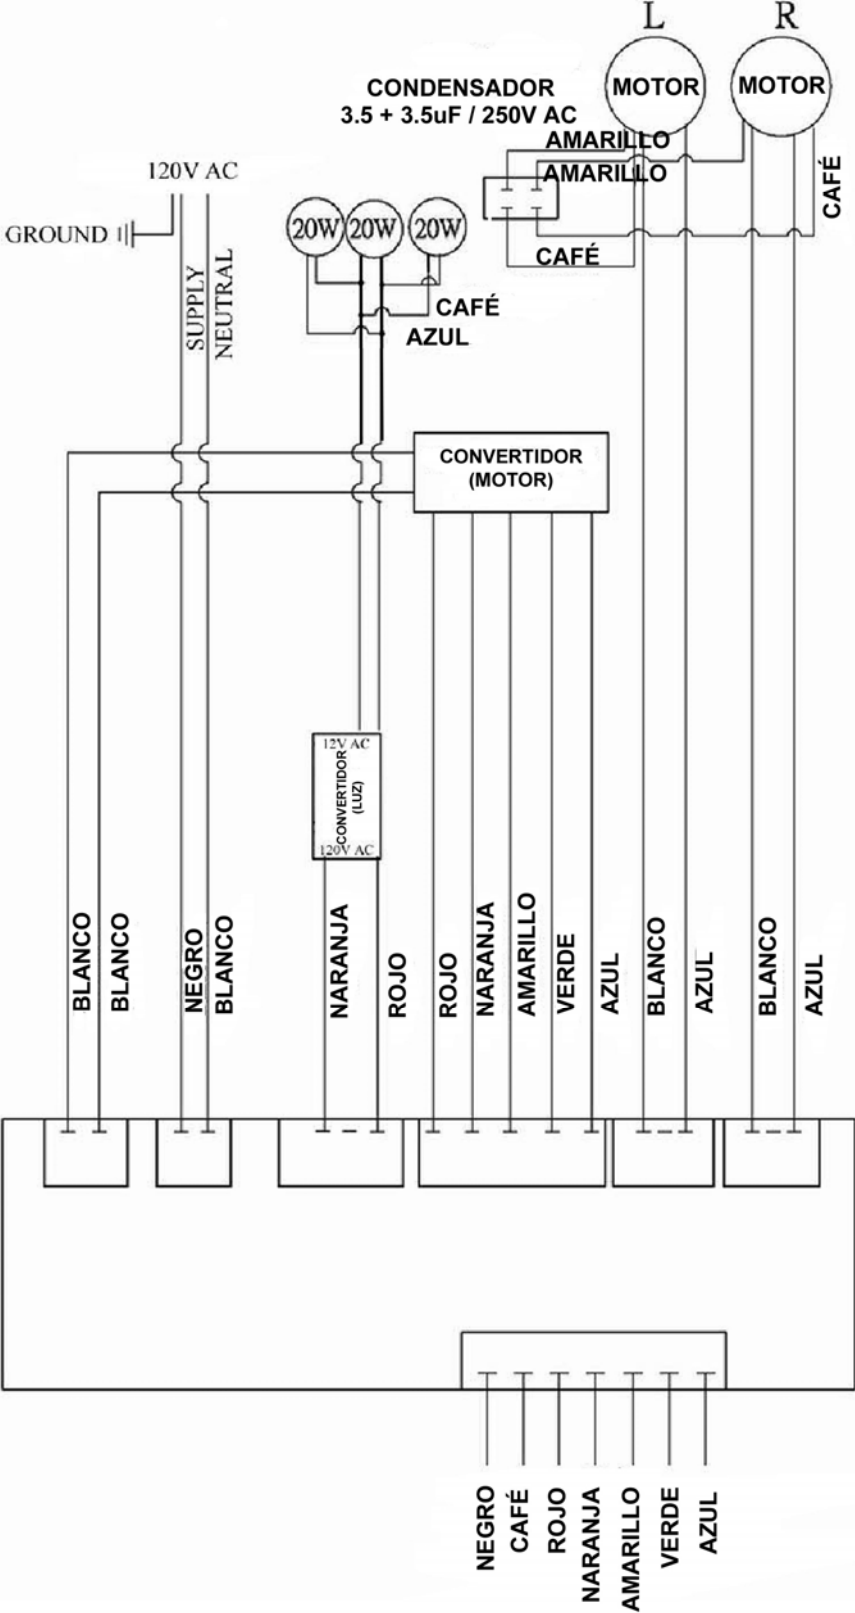 L
R
MOTOR
MOTOR
CONDENSADOR
3.5 + 3.5uF / 250V AC
AMARILLO
AMARILLO
CAFÉ
CAFÉ
120V AC
GROUND
SUPPLY
NEUTRAL
20W
20W
20W
CAFÉ
AZUL
CONVERTIDOR
(MOTOR)
12V AC
CONVERTIDOR
(LUZ)
120V AC
BLANCO
BLANCO
NEGRO
BLANCO
NARANJA
ROJO
ROJO
NARANJA
AMARILLO
VERDE
AZUL
BLANCO
AZUL
BLANCO
AZUL
NEGRO
CAFÉ
ROJO
NARANJA
AMARILLO
VERDE
AZUL